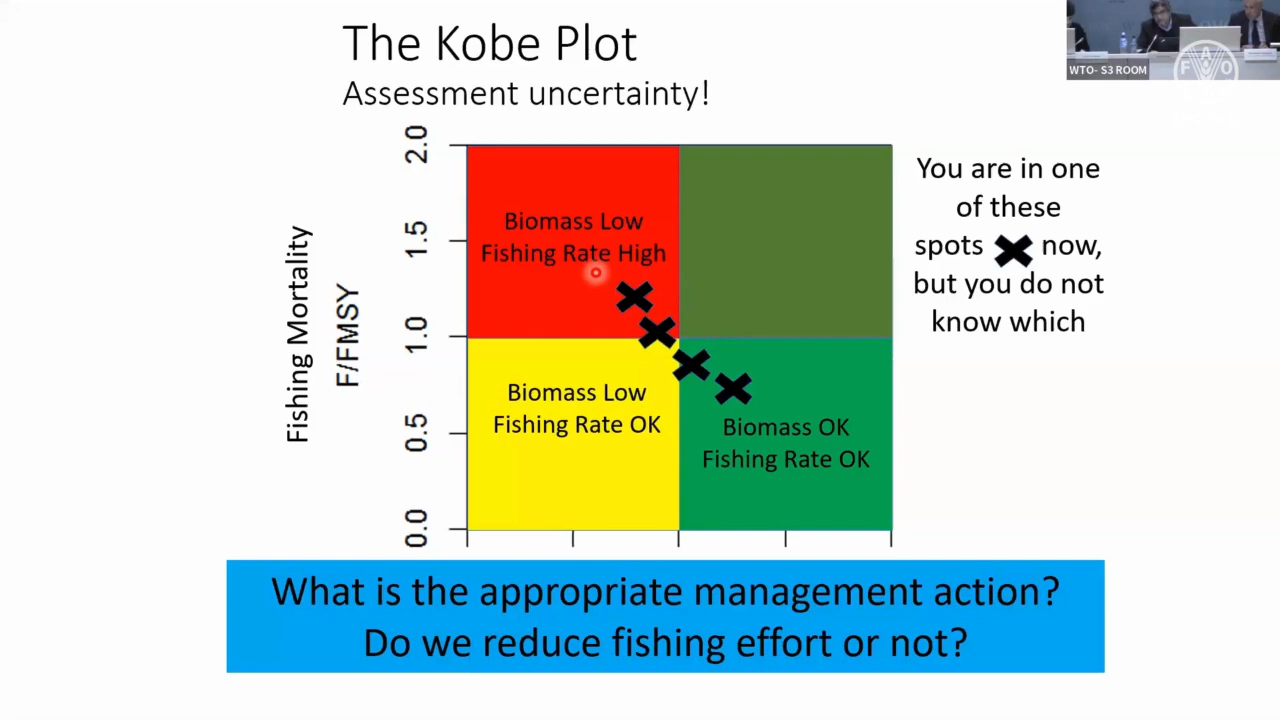 The Kobe Plot
Assessment uncertainty!
WTO- S3 ROOM
F A O
Fishing Mortality
F/FMSY
2.0
1.5
1.0
0.5
0.0
Biomass Low
Fishing Rate High
Biomass Low
Fishing Rate OK
Biomass OK
Fishing Rate OK
You are in one
of these
spots now,
but you do not
know which
What is the appropriate management action?
Do we reduce fishing effort or not?